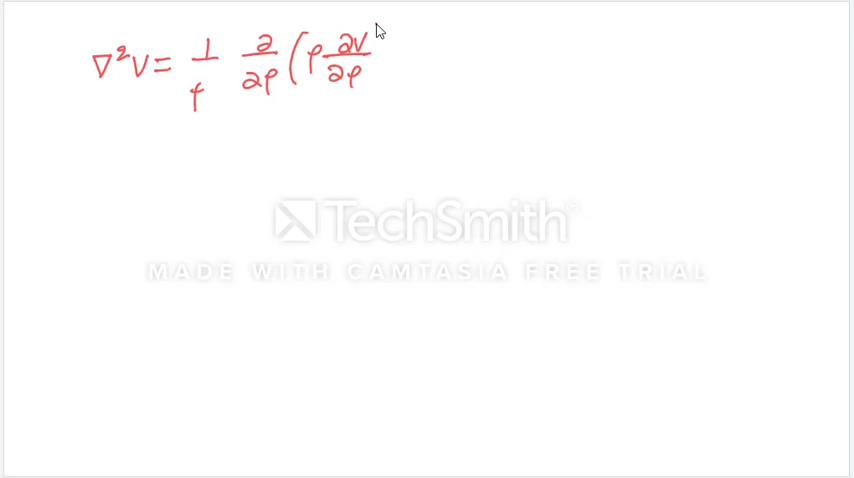 ∇²V = 1/ρ ∂/∂ρ (ρ ∂V/∂ρ
TechSmith®
MADE WITH CAMTASIA FREE TRIAL